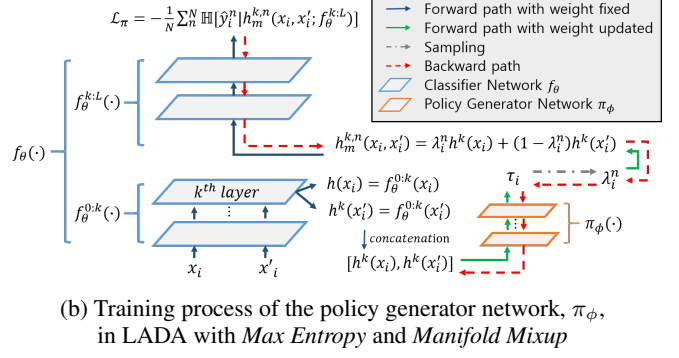 ℒ_π = −(1/N) ∑_n^N ℍ[ŷ_i^n|h_m^{k,n}(x_i, x_i′; f_θ^{k:L})]
Forward path with weight fixed
Forward path with weight updated
Sampling
Backward path
Classifier Network f_θ
Policy Generator Network π_ϕ
f_θ^{k:L}(·)
f_θ(·)
h_m^{k,n}(x_i, x_i′) = λ_i^n h^k(x_i) + (1 − λ_i^n)h^k(x_i′)
f_θ^{0:k}(·)
k^{th} layer
h(x_i) = f_θ^{0:k}(x_i)
h^k(x_i′) = f_θ^{0:k}(x_i′)
τ_i
λ_i^n
π_ϕ(·)
⋮
⋮
⋮
concatenation
x_i
x′_i
[h^k(x_i), h^k(x_i′)]
(b) Training process of the policy generator network, π_ϕ,
in LADA with Max Entropy and Manifold Mixup